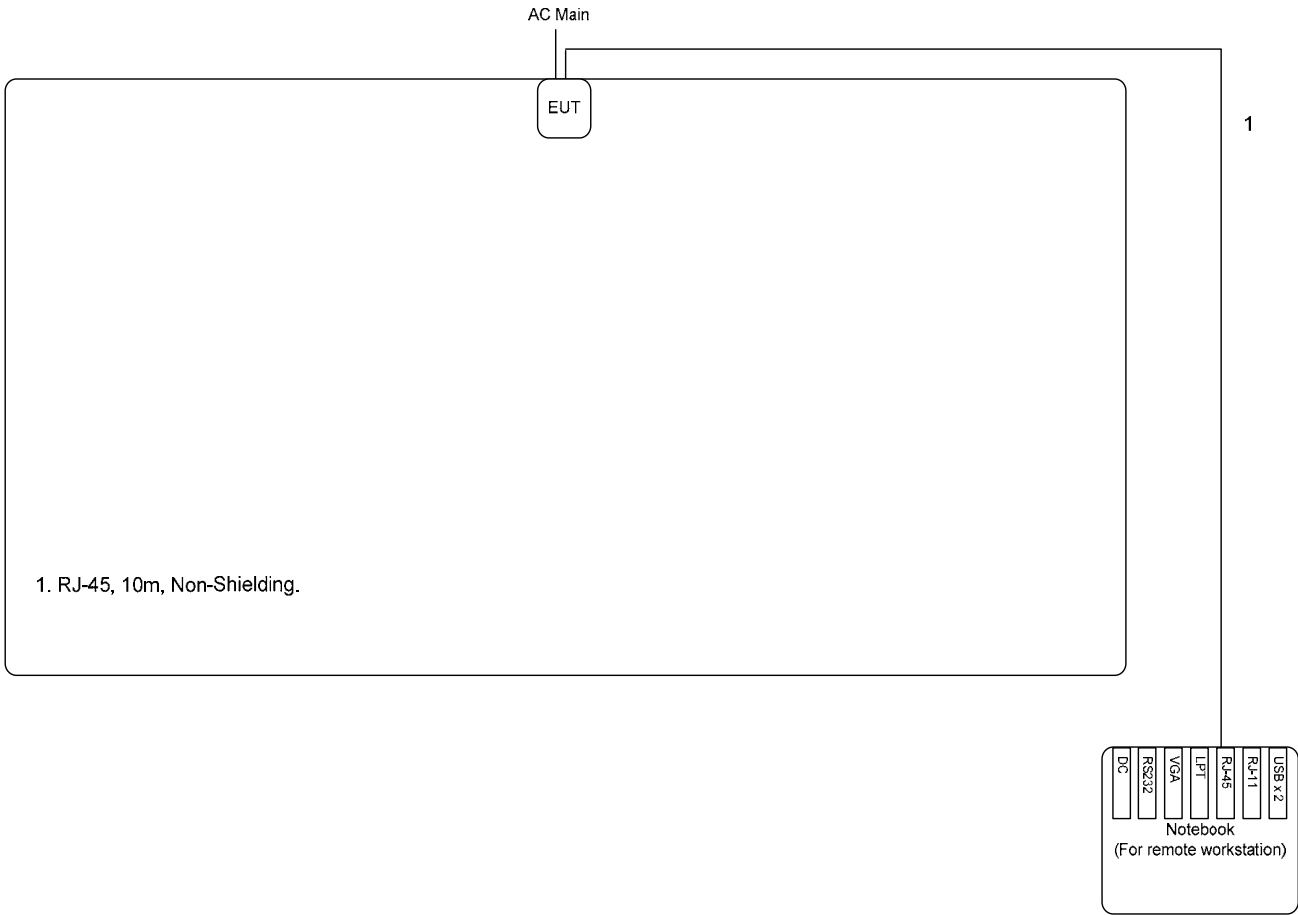 AC Main
EUT
1
1. RJ-45, 10m, Non-Shielding.
DC
RS232
VGA
LPT
RJ-45
RJ-11
USB x 2
Notebook
(For remote workstation)